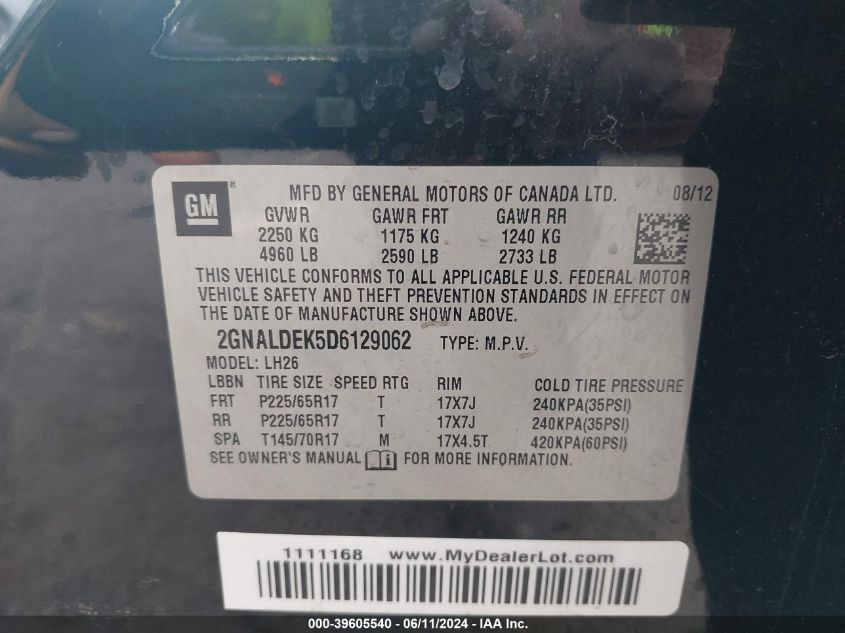 GM ® MFD BY GENERAL MOTORS OF CANADA LTD. 08/12
GVWR GAWR FRT GAWR RR
2250 KG 1175 KG 1240 KG
4960 LB 2590 LB 2733 LB
THIS VEHICLE CONFORMS TO ALL APPLICABLE U.S. FEDERAL MOTOR
VEHICLE SAFETY AND THEFT PREVENTION STANDARDS IN EFFECT ON
THE DATE OF MANUFACTURE SHOWN ABOVE.
2GNALDEK5D6129062 TYPE: M.P.V.
MODEL: LH26
LBBN TIRE SIZE SPEED RTG RIM COLD TIRE PRESSURE
FRT P225/65R17 T 17X7J 240KPA(35PSI)
RR P225/65R17 T 17X7J 240KPA(35PSI)
SPA T145/70R17 M 17X4.5T 420KPA(60PSI)
SEE OWNER'S MANUAL i FOR MORE INFORMATION.
1111168 www.MyDealerLot.com
000-39605540 - 06/11/2024 - IAA Inc.